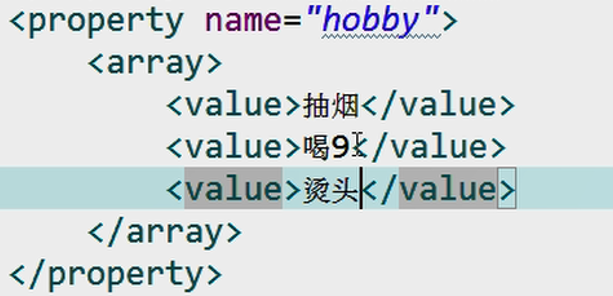 <property name="hobby">
<array>
<value>抽烟</value>
<value>喝9</value>
<value>烫头</value>
</array>
</property>